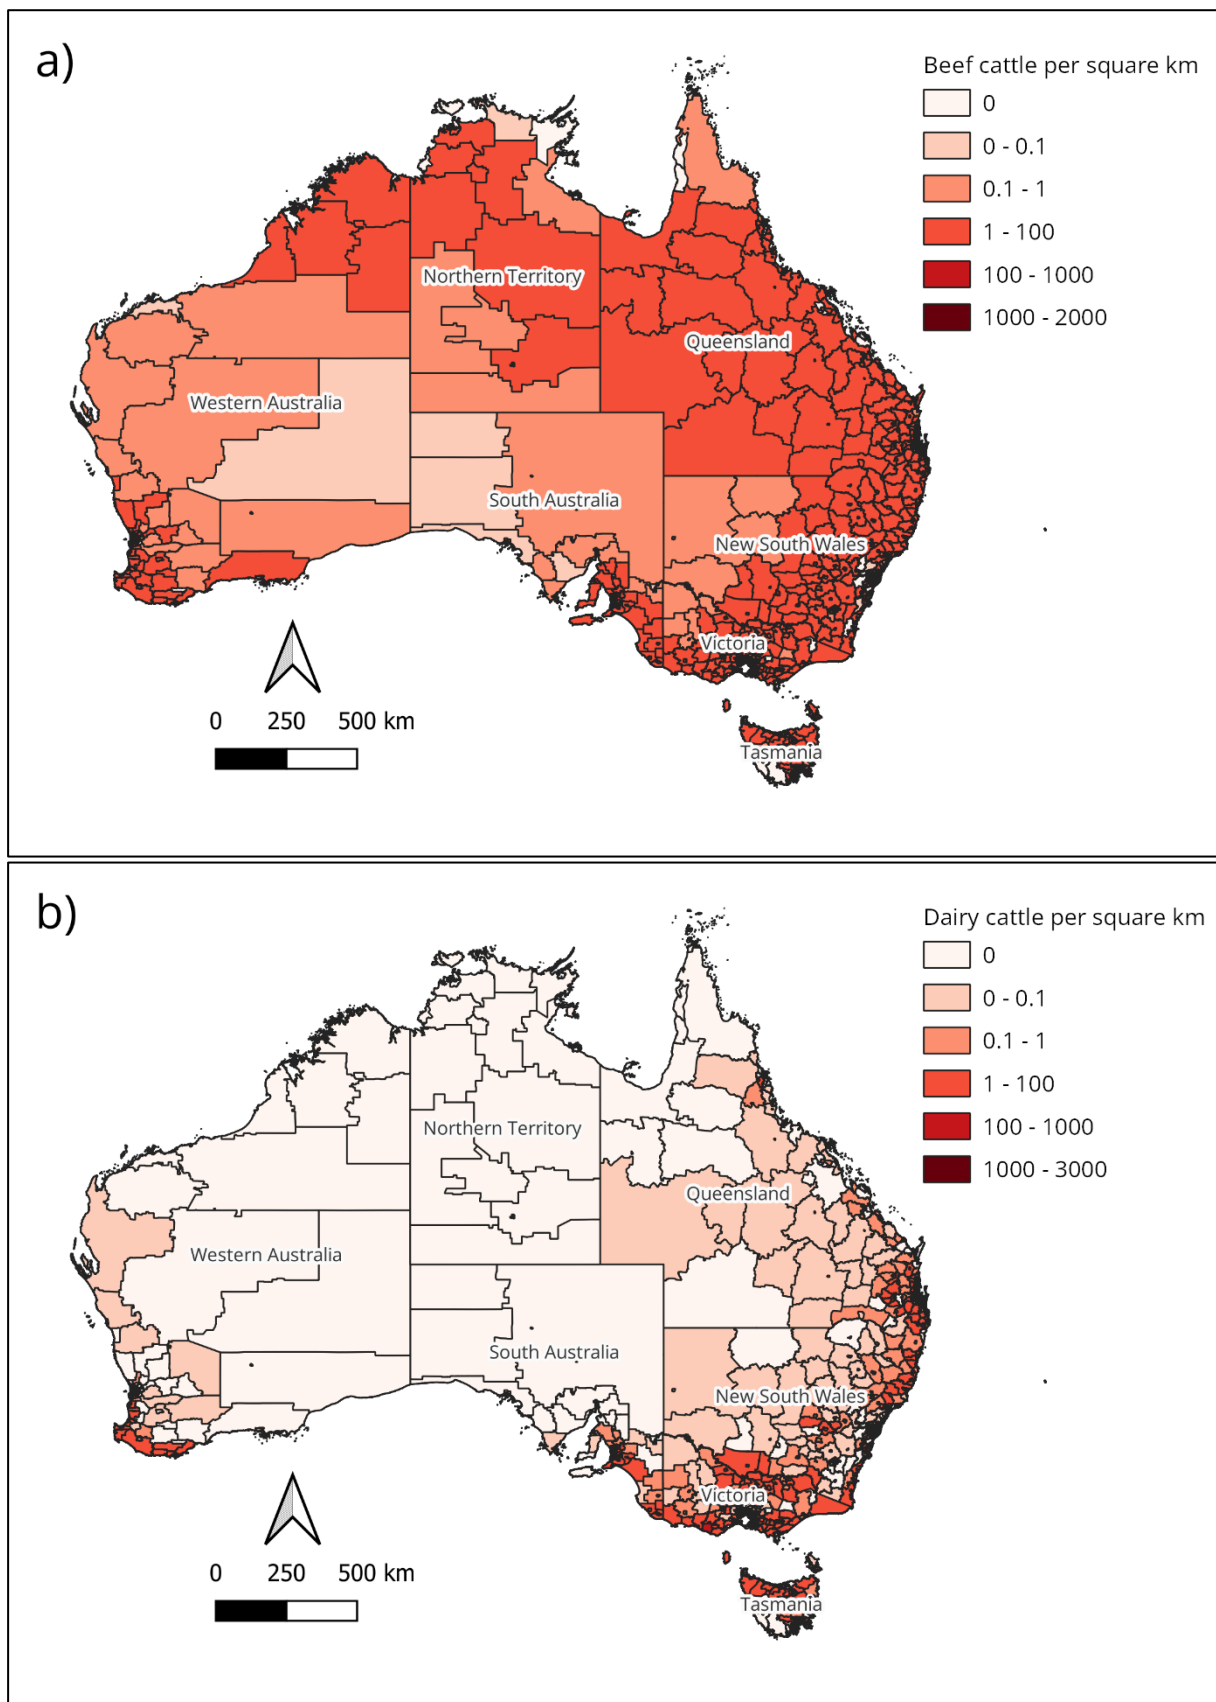 a)
Beef cattle per square km
0
0 - 0.1
0.1 - 1
1 - 100
100 - 1000
1000 - 2000
Northern Territory
Queensland
Western Australia
South Australia
New South Wales
Victoria
Tasmania
0 250 500 km
b)
Dairy cattle per square km
0
0 - 0.1
0.1 - 1
1 - 100
100 - 1000
1000 - 3000
Northern Territory
Queensland
Western Australia
South Australia
New South Wales
Victoria
Tasmania
0 250 500 km